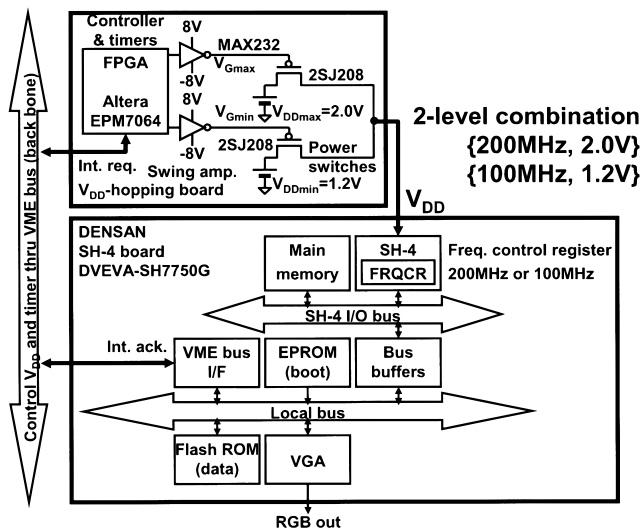 Controller
& timers
FPGA
Altera
EPM7064
8V
-8V
MAX232
VGmax
2SJ208
VDDmax=2.0V
8V
-8V
VGmin
2SJ208
Power
switches
VDDmin=1.2V
Int. req.
Swing amp.
VDD-hopping board
2-level combination
{200MHz, 2.0V}
{100MHz, 1.2V}
VDD
Control VDD and timer thru VME bus (back bone)
DENSAN
SH-4 board
DVEVA-SH7750G
Main
memory
SH-4
FRQCR
Freq. control register
200MHz or 100MHz
SH-4 I/O bus
Int. ack.
VME bus
I/F
EPROM
(boot)
Bus
buffers
Local bus
Flash ROM
(data)
VGA
RGB out